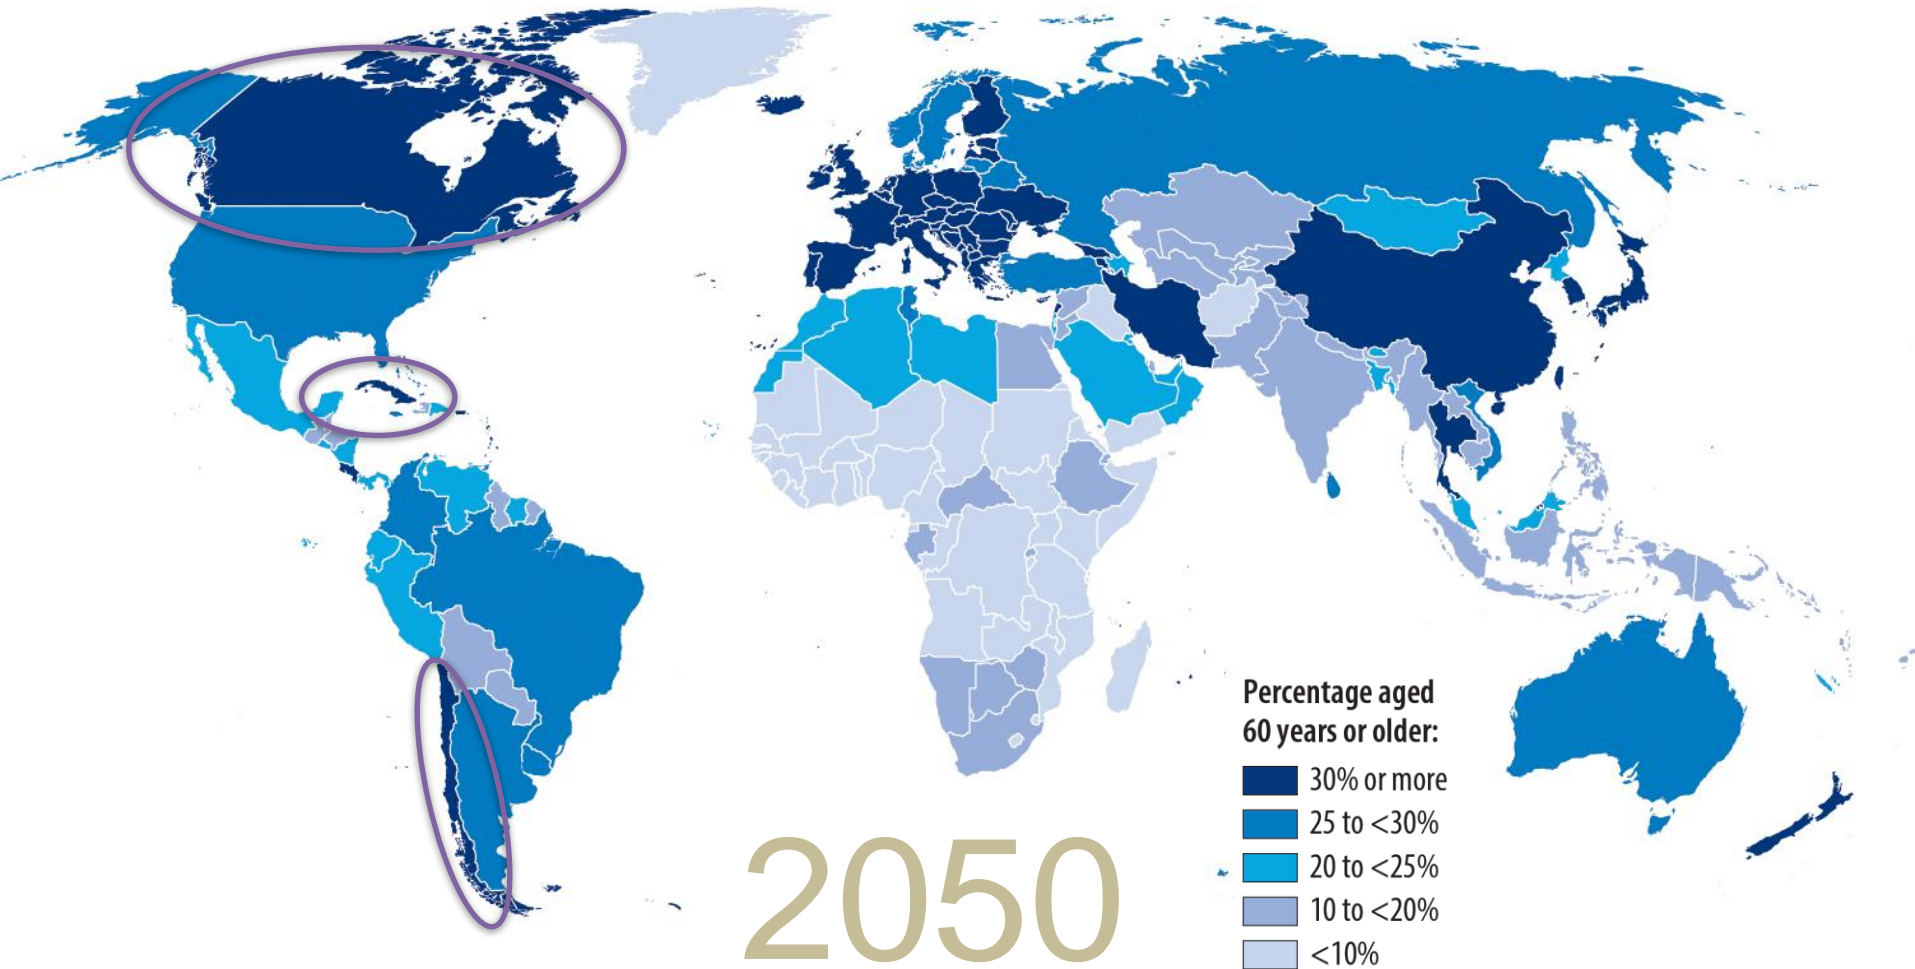 Percentage aged
60 years or older:
30% or more
25 to <30%
20 to <25%
10 to <20%
<10%
2050